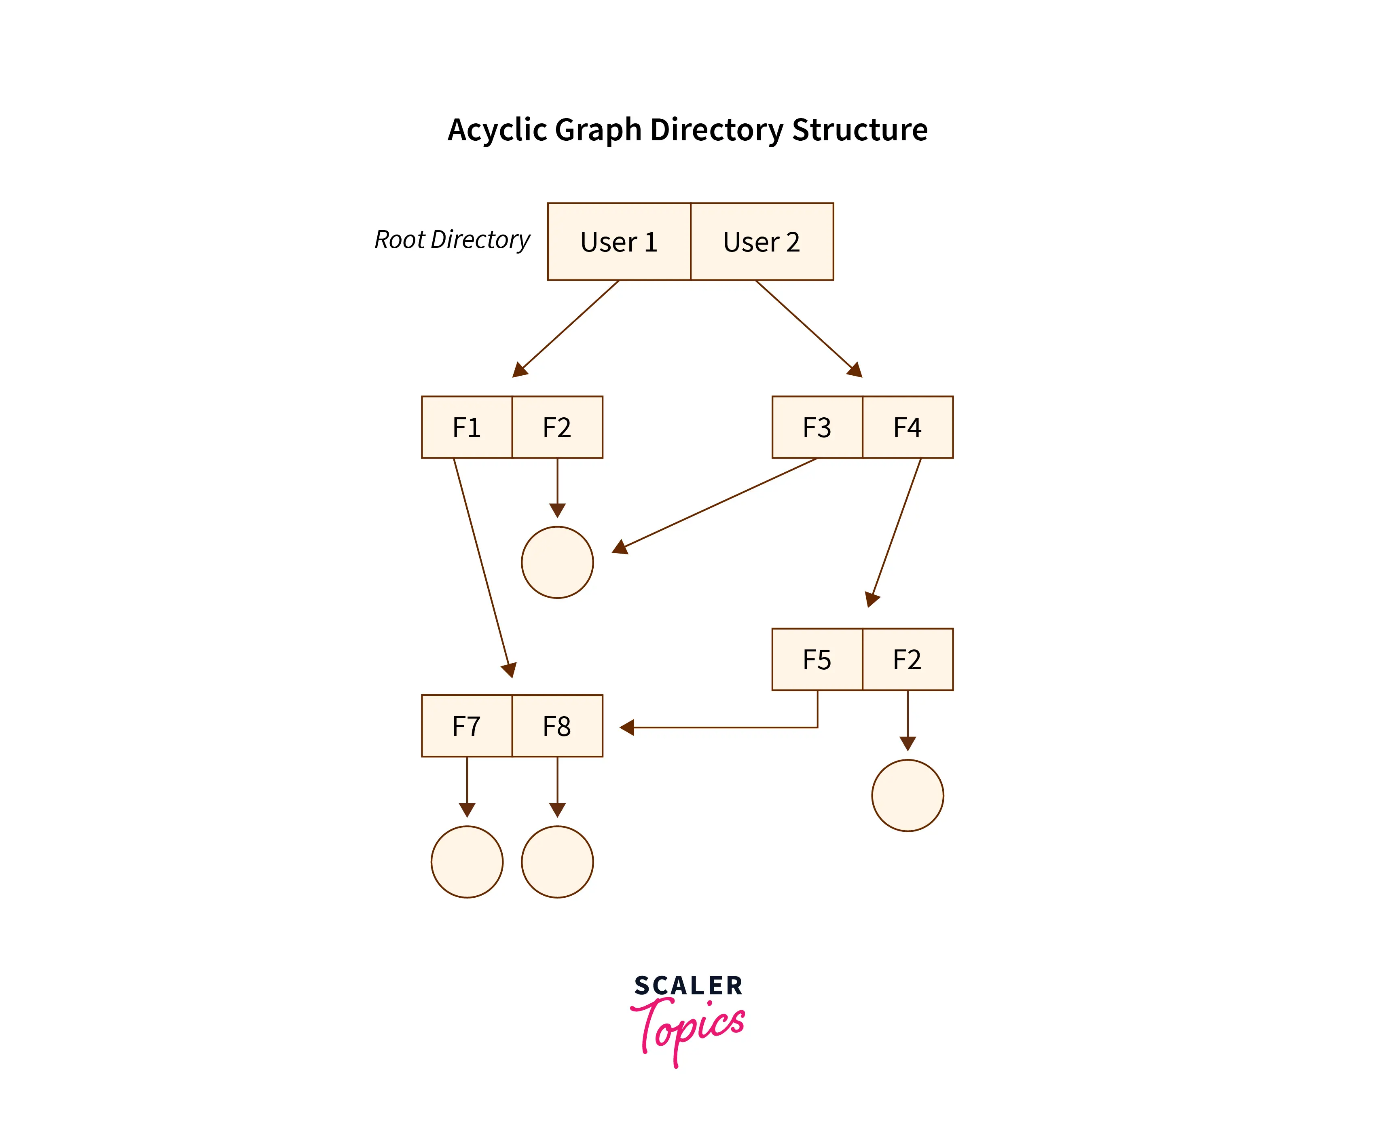 Acyclic Graph Directory Structure
Root Directory
User 1
User 2
F1
F2
F3
F4
F5
F2
F7
F8
SCALER
Topics